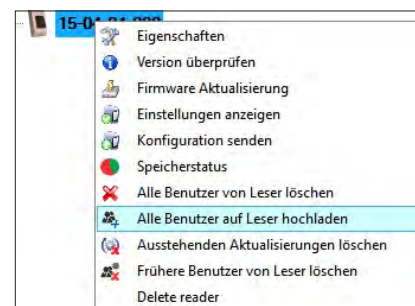 Eigenschaften
Version überprüfen
Firmware Aktualisierung
Einstellungen anzeigen
Konfiguration senden
Speicherstatus
Alle Benutzer von Leser löschen
Alle Benutzer auf Leser hochladen
Ausstehenden Aktualisierungen löschen
Frühere Benutzer von Leser löschen
Delete reader